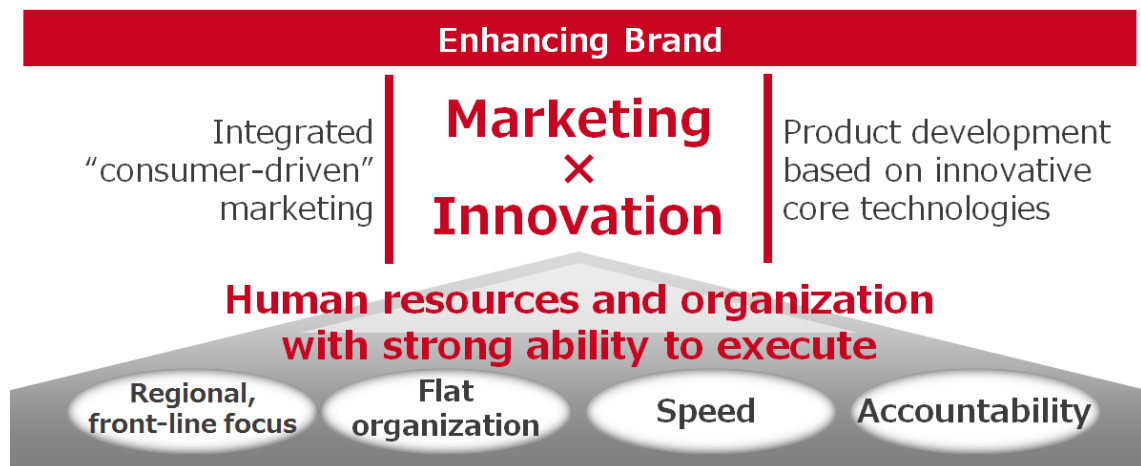 Enhancing Brand
Integrated
“consumer-driven”
marketing
Marketing
×
Innovation
Product development
based on innovative
core technologies
Human resources and organization
with strong ability to execute
Regional,
front-line focus
Flat
organization
Speed
Accountability